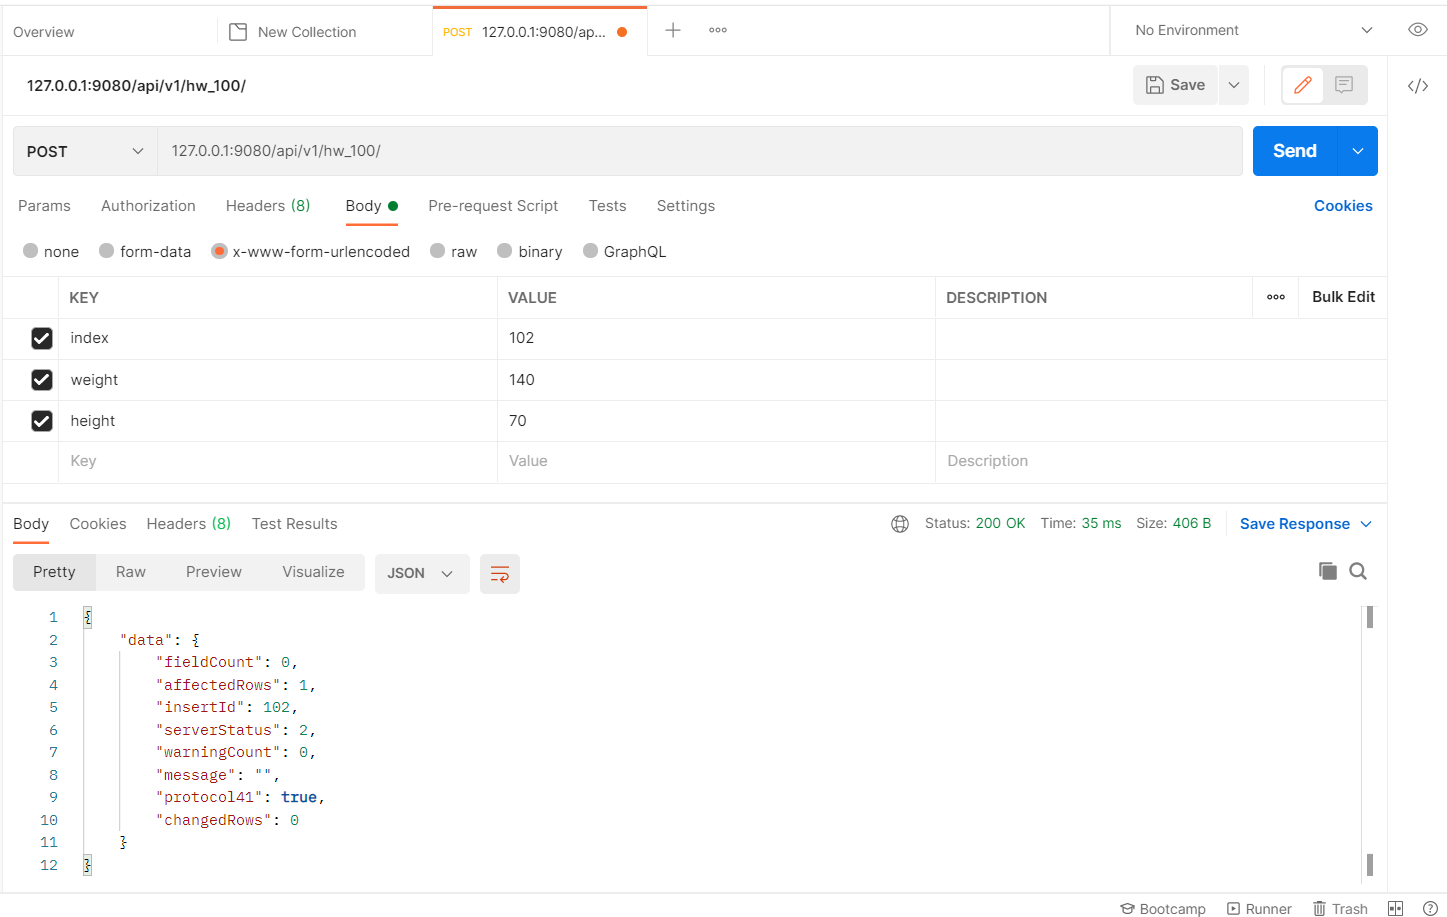 Overview New Collection POST 127.0.0.1:9080/ap... No Environment
127.0.0.1:9080/api/v1/hw_100/ Save </>
POST 127.0.0.1:9080/api/v1/hw_100/ Send
Params Authorization Headers (8) Body Pre-request Script Tests Settings Cookies
none form-data x-www-form-urlencoded raw binary GraphQL
KEY VALUE DESCRIPTION Bulk Edit
index 102
weight 140
height 70
Key Value Description
Body Cookies Headers (8) Test Results Status: 200 OK Time: 35 ms Size: 406 B Save Response
Pretty Raw Preview Visualize JSON
1 {
2 "data": {
3 "fieldCount": 0,
4 "affectedRows": 1,
5 "insertId": 102,
6 "serverStatus": 2,
7 "warningCount": 0,
8 "message": "",
9 "protocol41": true,
10 "changedRows": 0
11 }
12 }
Bootcamp Runner Trash